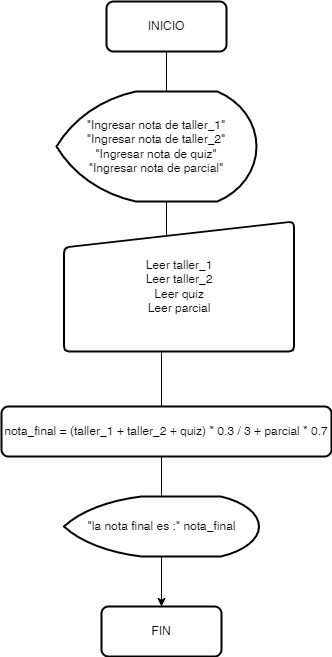 INICIO
"Ingresar nota de taller_1"
"Ingresar nota de taller_2"
"Ingresar nota de quiz"
"Ingresar nota de parcial"
Leer taller_1
Leer taller_2
Leer quiz
Leer parcial
nota_final = (taller_1 + taller_2 + quiz) * 0.3 / 3 + parcial * 0.7
"la nota final es :" nota_final
FIN